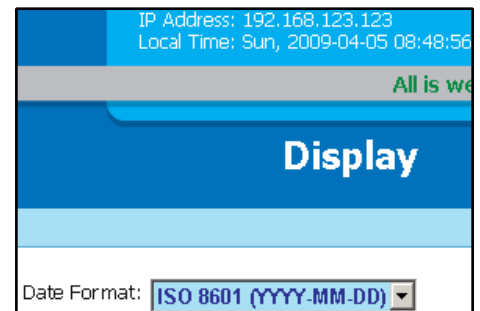 IP Address: 192.168.123.123
Local Time: Sun, 2009-04-05 08:48:56
All is we
Display
Date Format: ISO 8601 (YYYY-MM-DD)